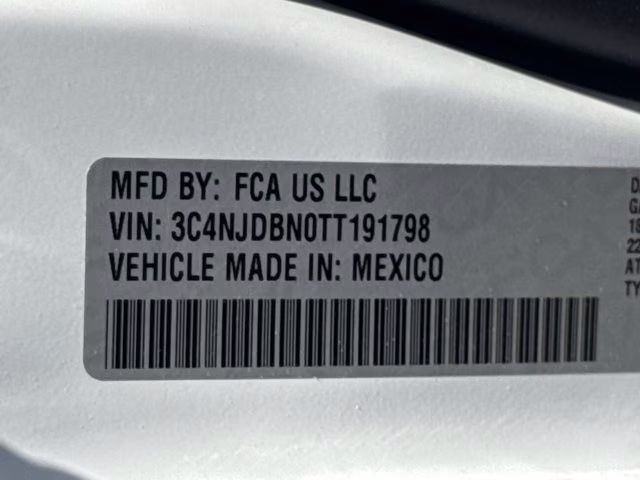 MFD BY: FCA US LLC
VIN: 3C4NJDBN0TT191798
VEHICLE MADE IN: MEXICO